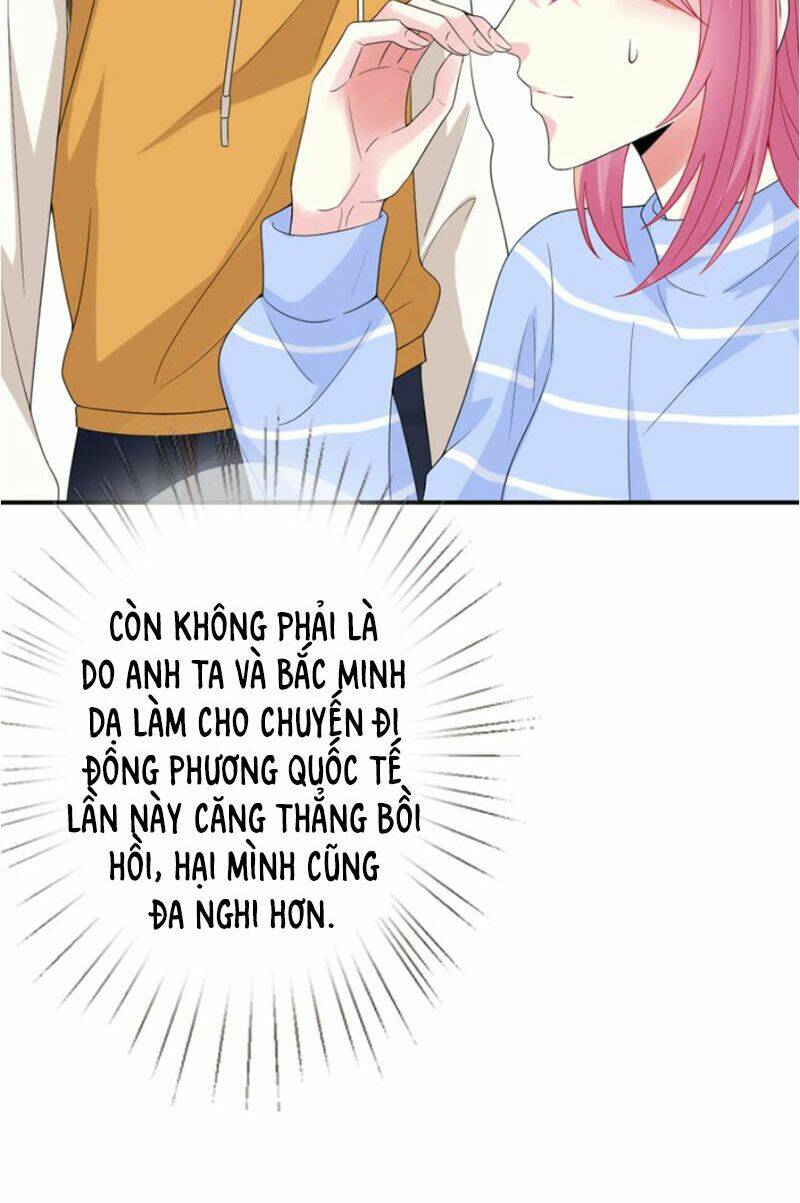 CÒN KHÔNG PHẢI LÀ
DO ANH TA VÀ BẮC MINH
DẠ LÀM CHO CHUYẾN ĐI
ĐÔNG PHƯƠNG QUỐC TẾ
LẦN NÀY CĂNG THẲNG BỒI
HỒI, HẠI MÌNH CŨNG
ĐA NGHI HƠN.